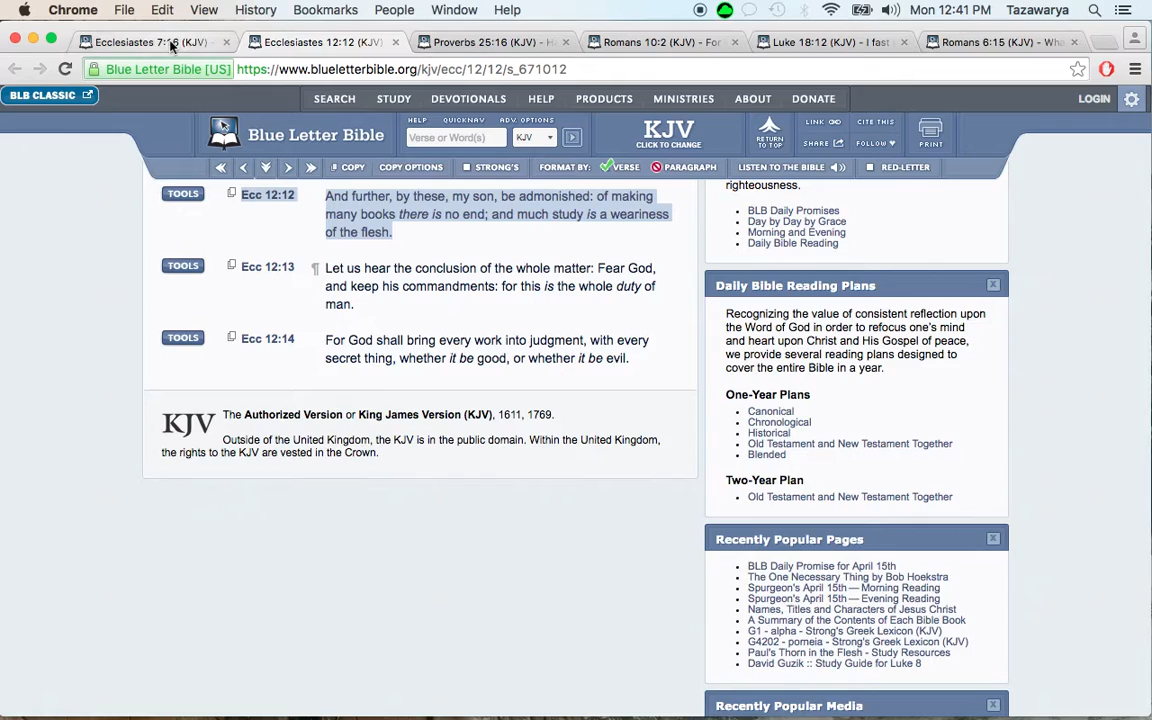 Chrome File Edit View History Bookmarks People Window Help Mon 12:41 PM Tazawarya
Ecclesiastes 7:16 (KJV) - Ecclesiastes 12:12 (KJV) Proverbs 25:16 (KJV) - Ha Romans 10:2 (KJV) - For Luke 18:12 (KJV) - I fast Romans 6:15 (KJV) - Wha
Blue Letter Bible [US] https://www.blueletterbible.org/kjv/ecc/12/12/s_671012
BLB CLASSIC SEARCH STUDY DEVOTIONALS HELP PRODUCTS MINISTRIES ABOUT DONATE LOGIN
HELP QUICKNAV ADV. OPTIONS
Blue Letter Bible Verse or Word(s) KJV
KJV
CLICK TO CHANGE
RETURN
TO TOP
LINK CITE THIS
SHARE FOLLOW
PRINT
COPY COPY OPTIONS STRONG'S FORMAT BY: VERSE PARAGRAPH LISTEN TO THE BIBLE RED-LETTER
TOOLS Ecc 12:12 And further, by these, my son, be admonished: of making
many books there is no end; and much study is a weariness
of the flesh.
TOOLS Ecc 12:13 ¶ Let us hear the conclusion of the whole matter: Fear God,
and keep his commandments: for this is the whole duty of
man.
TOOLS Ecc 12:14 For God shall bring every work into judgment, with every
secret thing, whether it be good, or whether it be evil.
KJV The Authorized Version or King James Version (KJV), 1611, 1769.
Outside of the United Kingdom, the KJV is in the public domain. Within the United Kingdom,
the rights to the KJV are vested in the Crown.
righteousness.
BLB Daily Promises
Day by Day by Grace
Morning and Evening
Daily Bible Reading
Daily Bible Reading Plans
Recognizing the value of consistent reflection upon
the Word of God in order to refocus one's mind
and heart upon Christ and His Gospel of peace,
we provide several reading plans designed to
cover the entire Bible in a year.
One-Year Plans
Canonical
Chronological
Historical
Old Testament and New Testament Together
Blended
Two-Year Plan
Old Testament and New Testament Together
Recently Popular Pages
BLB Daily Promise for April 15th
The One Necessary Thing by Bob Hoekstra
Spurgeon's April 15th — Morning Reading
Spurgeon's April 15th — Evening Reading
Names, Titles and Characters of Jesus Christ
A Summary of the Contents of Each Bible Book
G1 - alpha - Strong's Greek Lexicon (KJV)
G4202 - porneia - Strong's Greek Lexicon (KJV)
Paul's Thorn in the Flesh - Study Resources
David Guzik :: Study Guide for Luke 8
Recently Popular Media